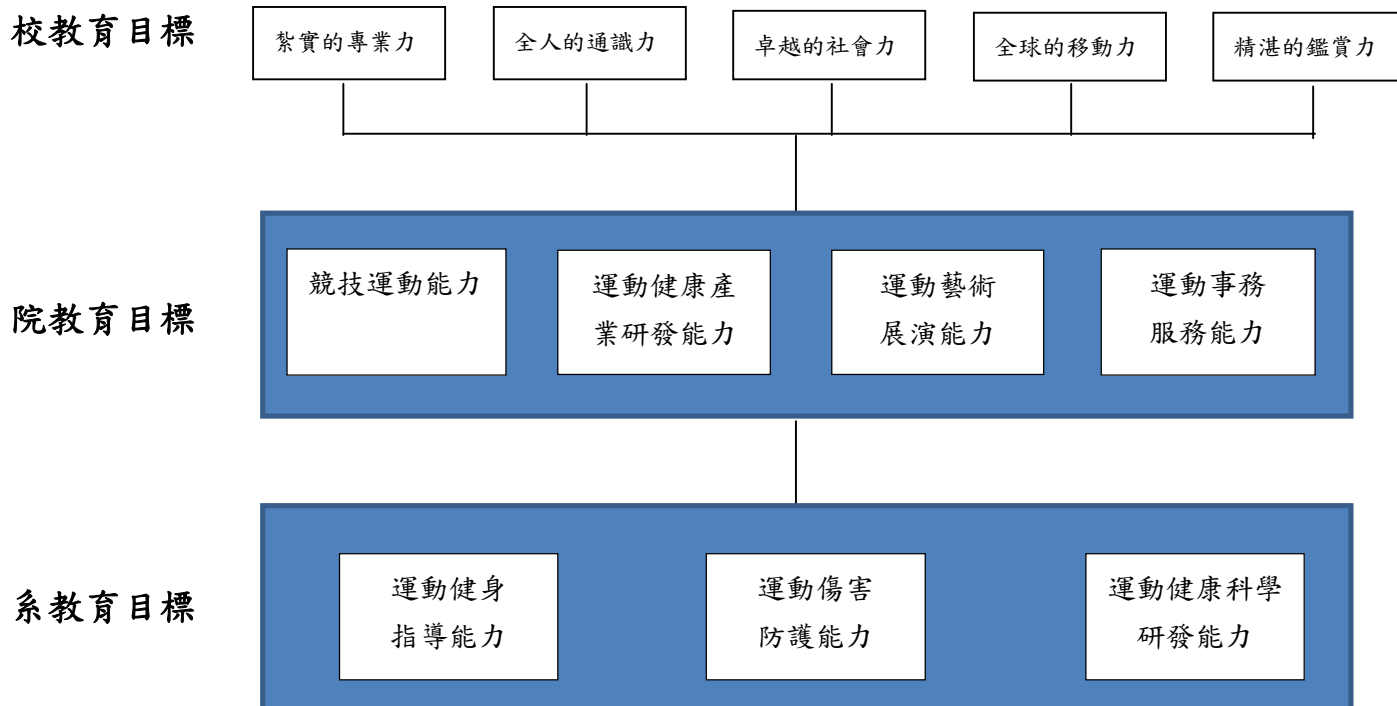 校教育目標
紮實的專業力
全人的通識力
卓越的社會力
全球的移動力
精湛的鑑賞力
院教育目標
競技運動能力
運動健康產
業研發能力
運動藝術
展演能力
運動事務
服務能力
系教育目標
運動健身
指導能力
運動傷害
防護能力
運動健康科學
研發能力